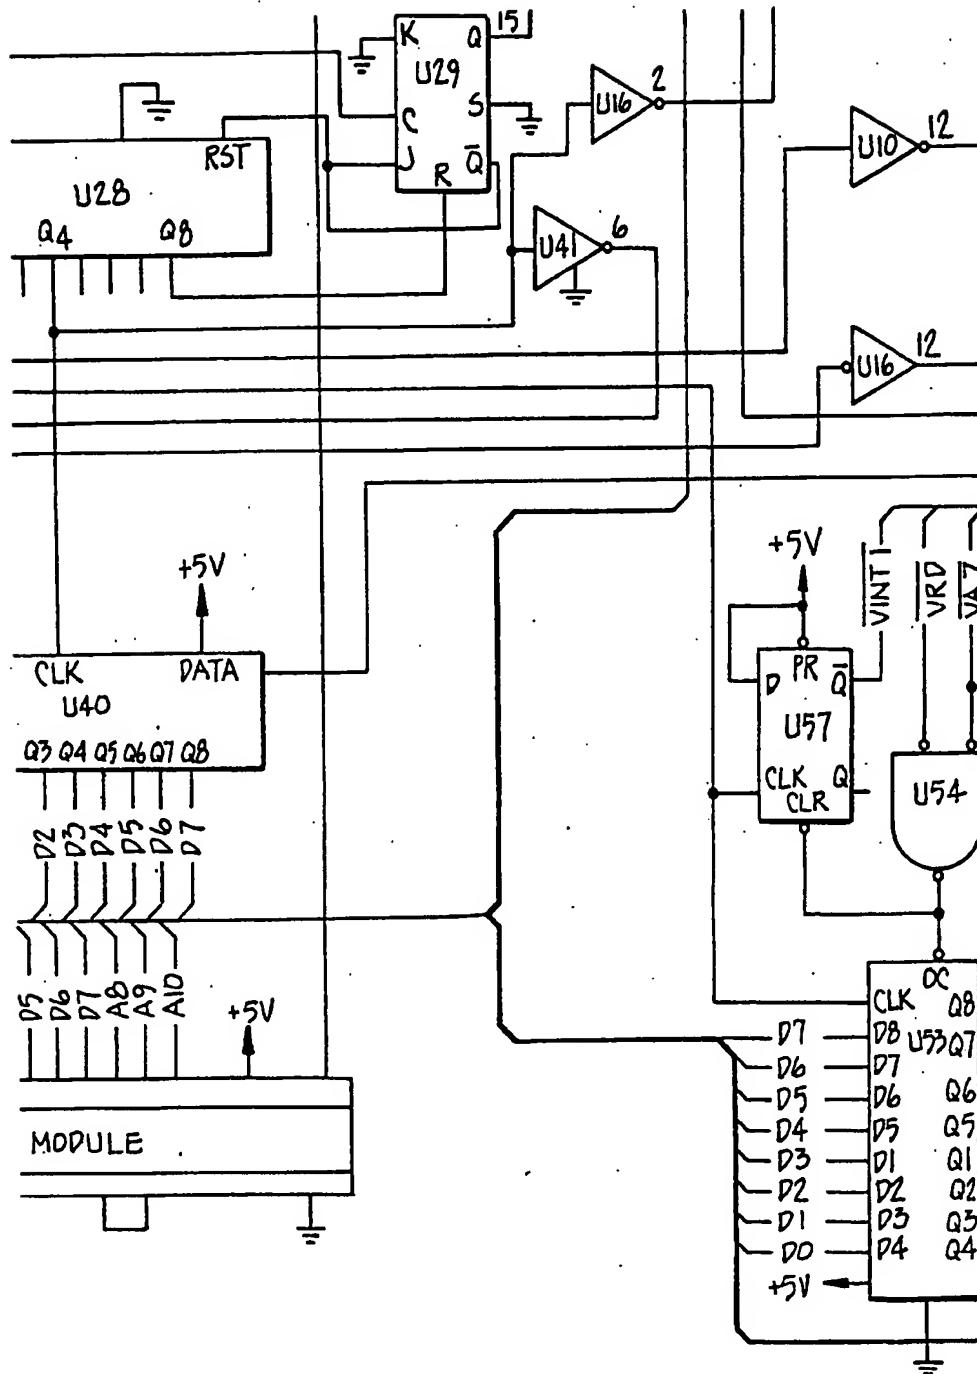 K Q 15
U29
C S
J Q̅
R
U16 2
U10 12
RST
U28
Q4 Q8
U41 6
U16 12
+5V
CLK DATA
U40
Q3 Q4 Q5 Q6 Q7 Q8
D2 D3 D4 D5 D6 D7
D5 D6 D7 A8 A9 A10
+5V
MODULE
+5V
VINT1 VRD VA7
D PR Q̅
U57
CLK Q
CLR
U54
OC
CLK Q8
D7 D8 U53 Q7
D6 D7
D5 D6 Q6
D4 D5 Q5
D3 D1 Q1
D2 D2 Q2
D1 D3 Q3
D0 D4 Q4
+5V